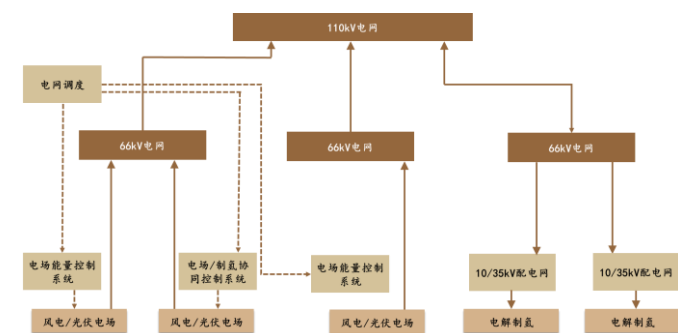 110kV电网
电网调度
66kV电网
66kV电网
66kV电网
电场能量控制
系统
电场/制氢协
同控制系统
电场能量控制
系统
10/35kV配电网
10/35kV配电网
风电/光伏电场
风电/光伏电场
风电/光伏电场
电解制氢
电解制氢